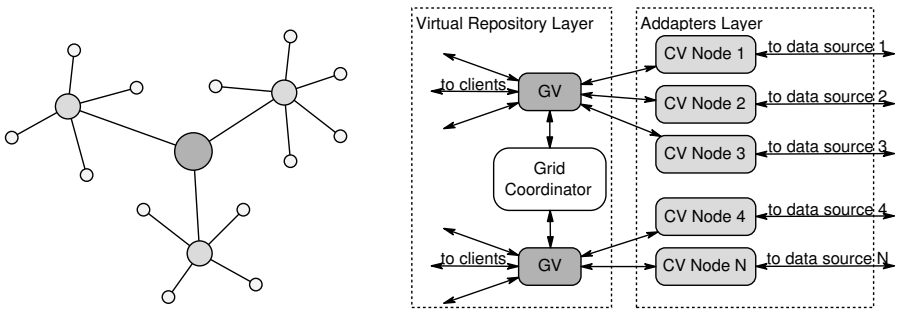 Virtual Repository Layer
Addapters Layer
to clients
GV
Grid
Coordinator
to clients
GV
CV Node 1
to data source 1
CV Node 2
to data source 2
CV Node 3
to data source 3
CV Node 4
to data source 4
CV Node N
to data source N